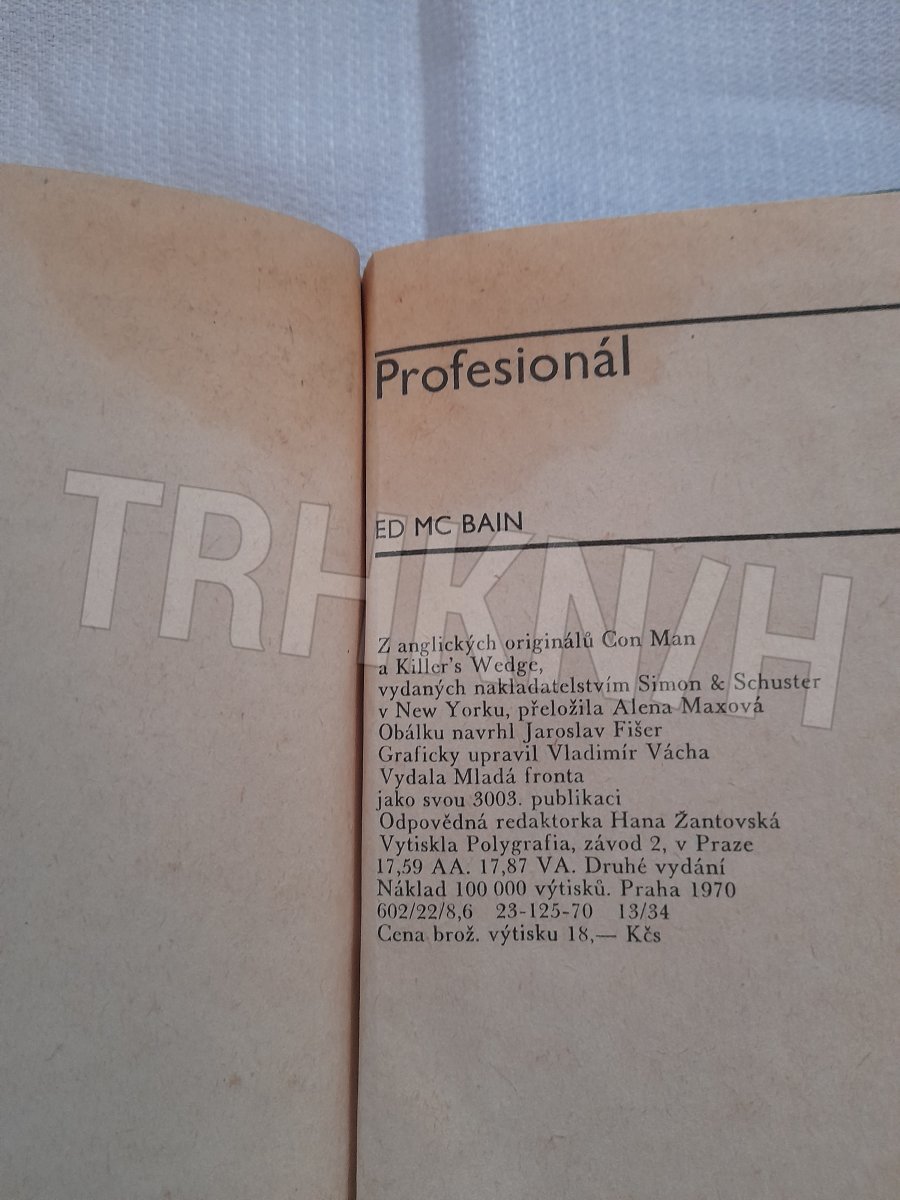 Profesionál
ED MC BAIN
TRHKNIH
Z anglických originálů Con Man
a Killer's Wedge,
vydaných nakladatelstvím Simon & Schuster
v New Yorku, přeložila Alena Maxová
Obálku navrhl Jaroslav Fišer
Graficky upravil Vladimír Vácha
Vydala Mladá fronta
jako svou 3003. publikaci
Odpovědná redaktorka Hana Žantovská
Vytiskla Polygrafia, závod 2, v Praze
17,59 AA. 17,87 VA. Druhé vydání
Náklad 100 000 výtisků. Praha 1970
602/22/8,6 23-125-70 13/34
Cena brož. výtisku 18,— Kčs